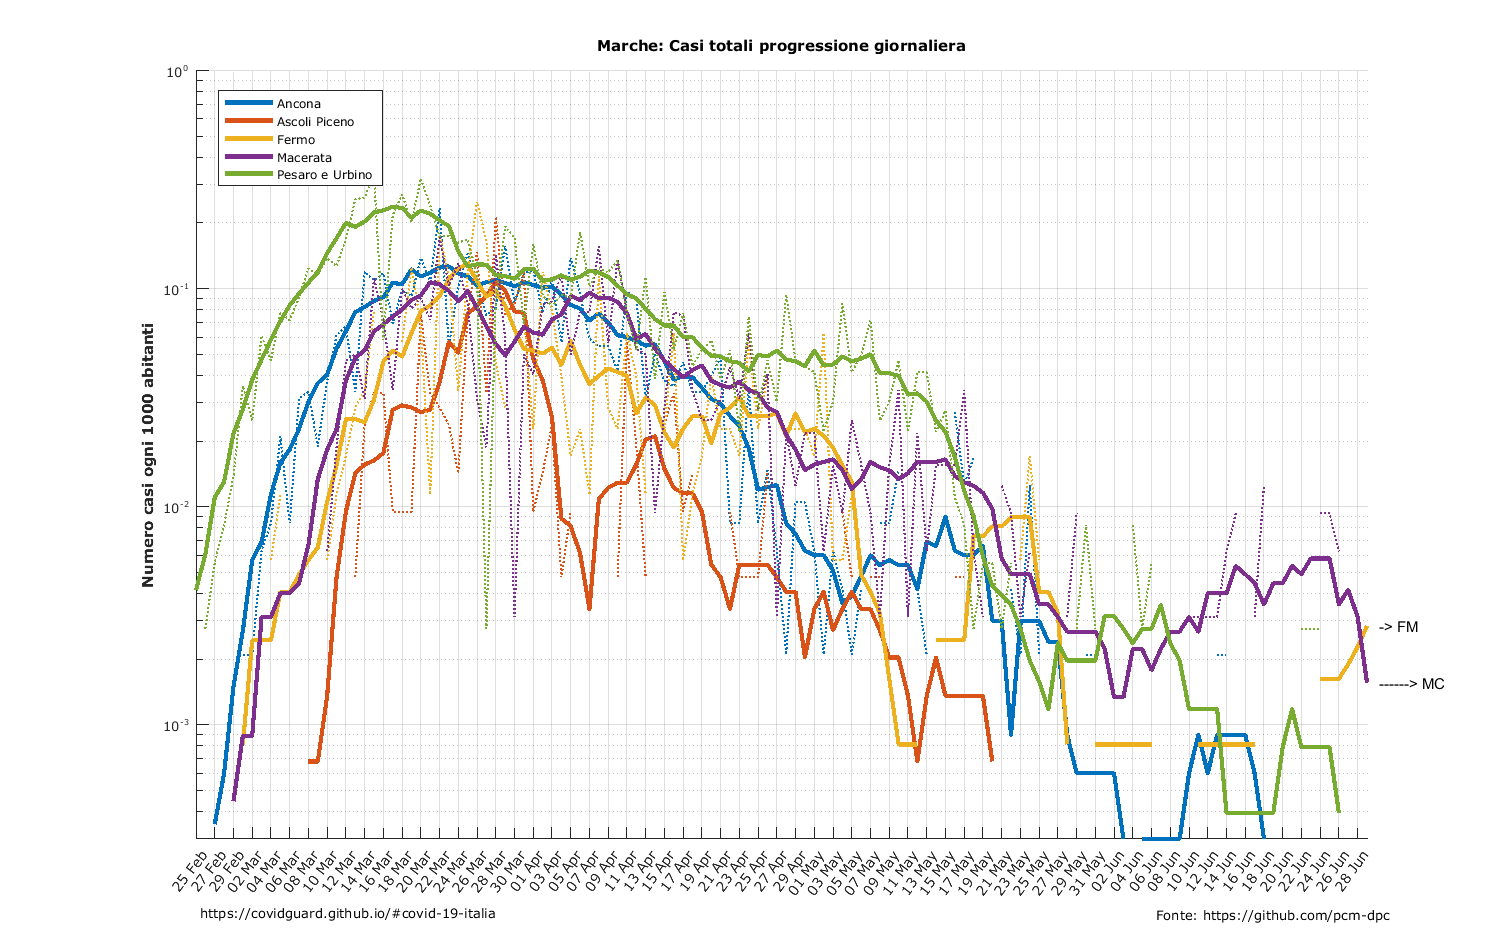 Marche: Casi totali progressione giornaliera
10^0
10^-1
10^-2
10^-3
Numero casi ogni 1000 abitanti
Ancona
Ascoli Piceno
Fermo
Macerata
Pesaro e Urbino
-> FM
------> MC
25 Feb
27 Feb
29 Feb
02 Mar
04 Mar
06 Mar
08 Mar
10 Mar
12 Mar
14 Mar
16 Mar
18 Mar
20 Mar
22 Mar
24 Mar
26 Mar
28 Mar
30 Mar
01 Apr
03 Apr
05 Apr
07 Apr
09 Apr
11 Apr
13 Apr
15 Apr
17 Apr
19 Apr
21 Apr
23 Apr
25 Apr
27 Apr
29 Apr
01 May
03 May
05 May
07 May
09 May
11 May
13 May
15 May
17 May
19 May
21 May
23 May
25 May
27 May
29 May
31 May
02 Jun
04 Jun
06 Jun
08 Jun
10 Jun
12 Jun
14 Jun
16 Jun
18 Jun
20 Jun
22 Jun
24 Jun
26 Jun
28 Jun
https://covidguard.github.io/#covid-19-italia
Fonte: https://github.com/pcm-dpc